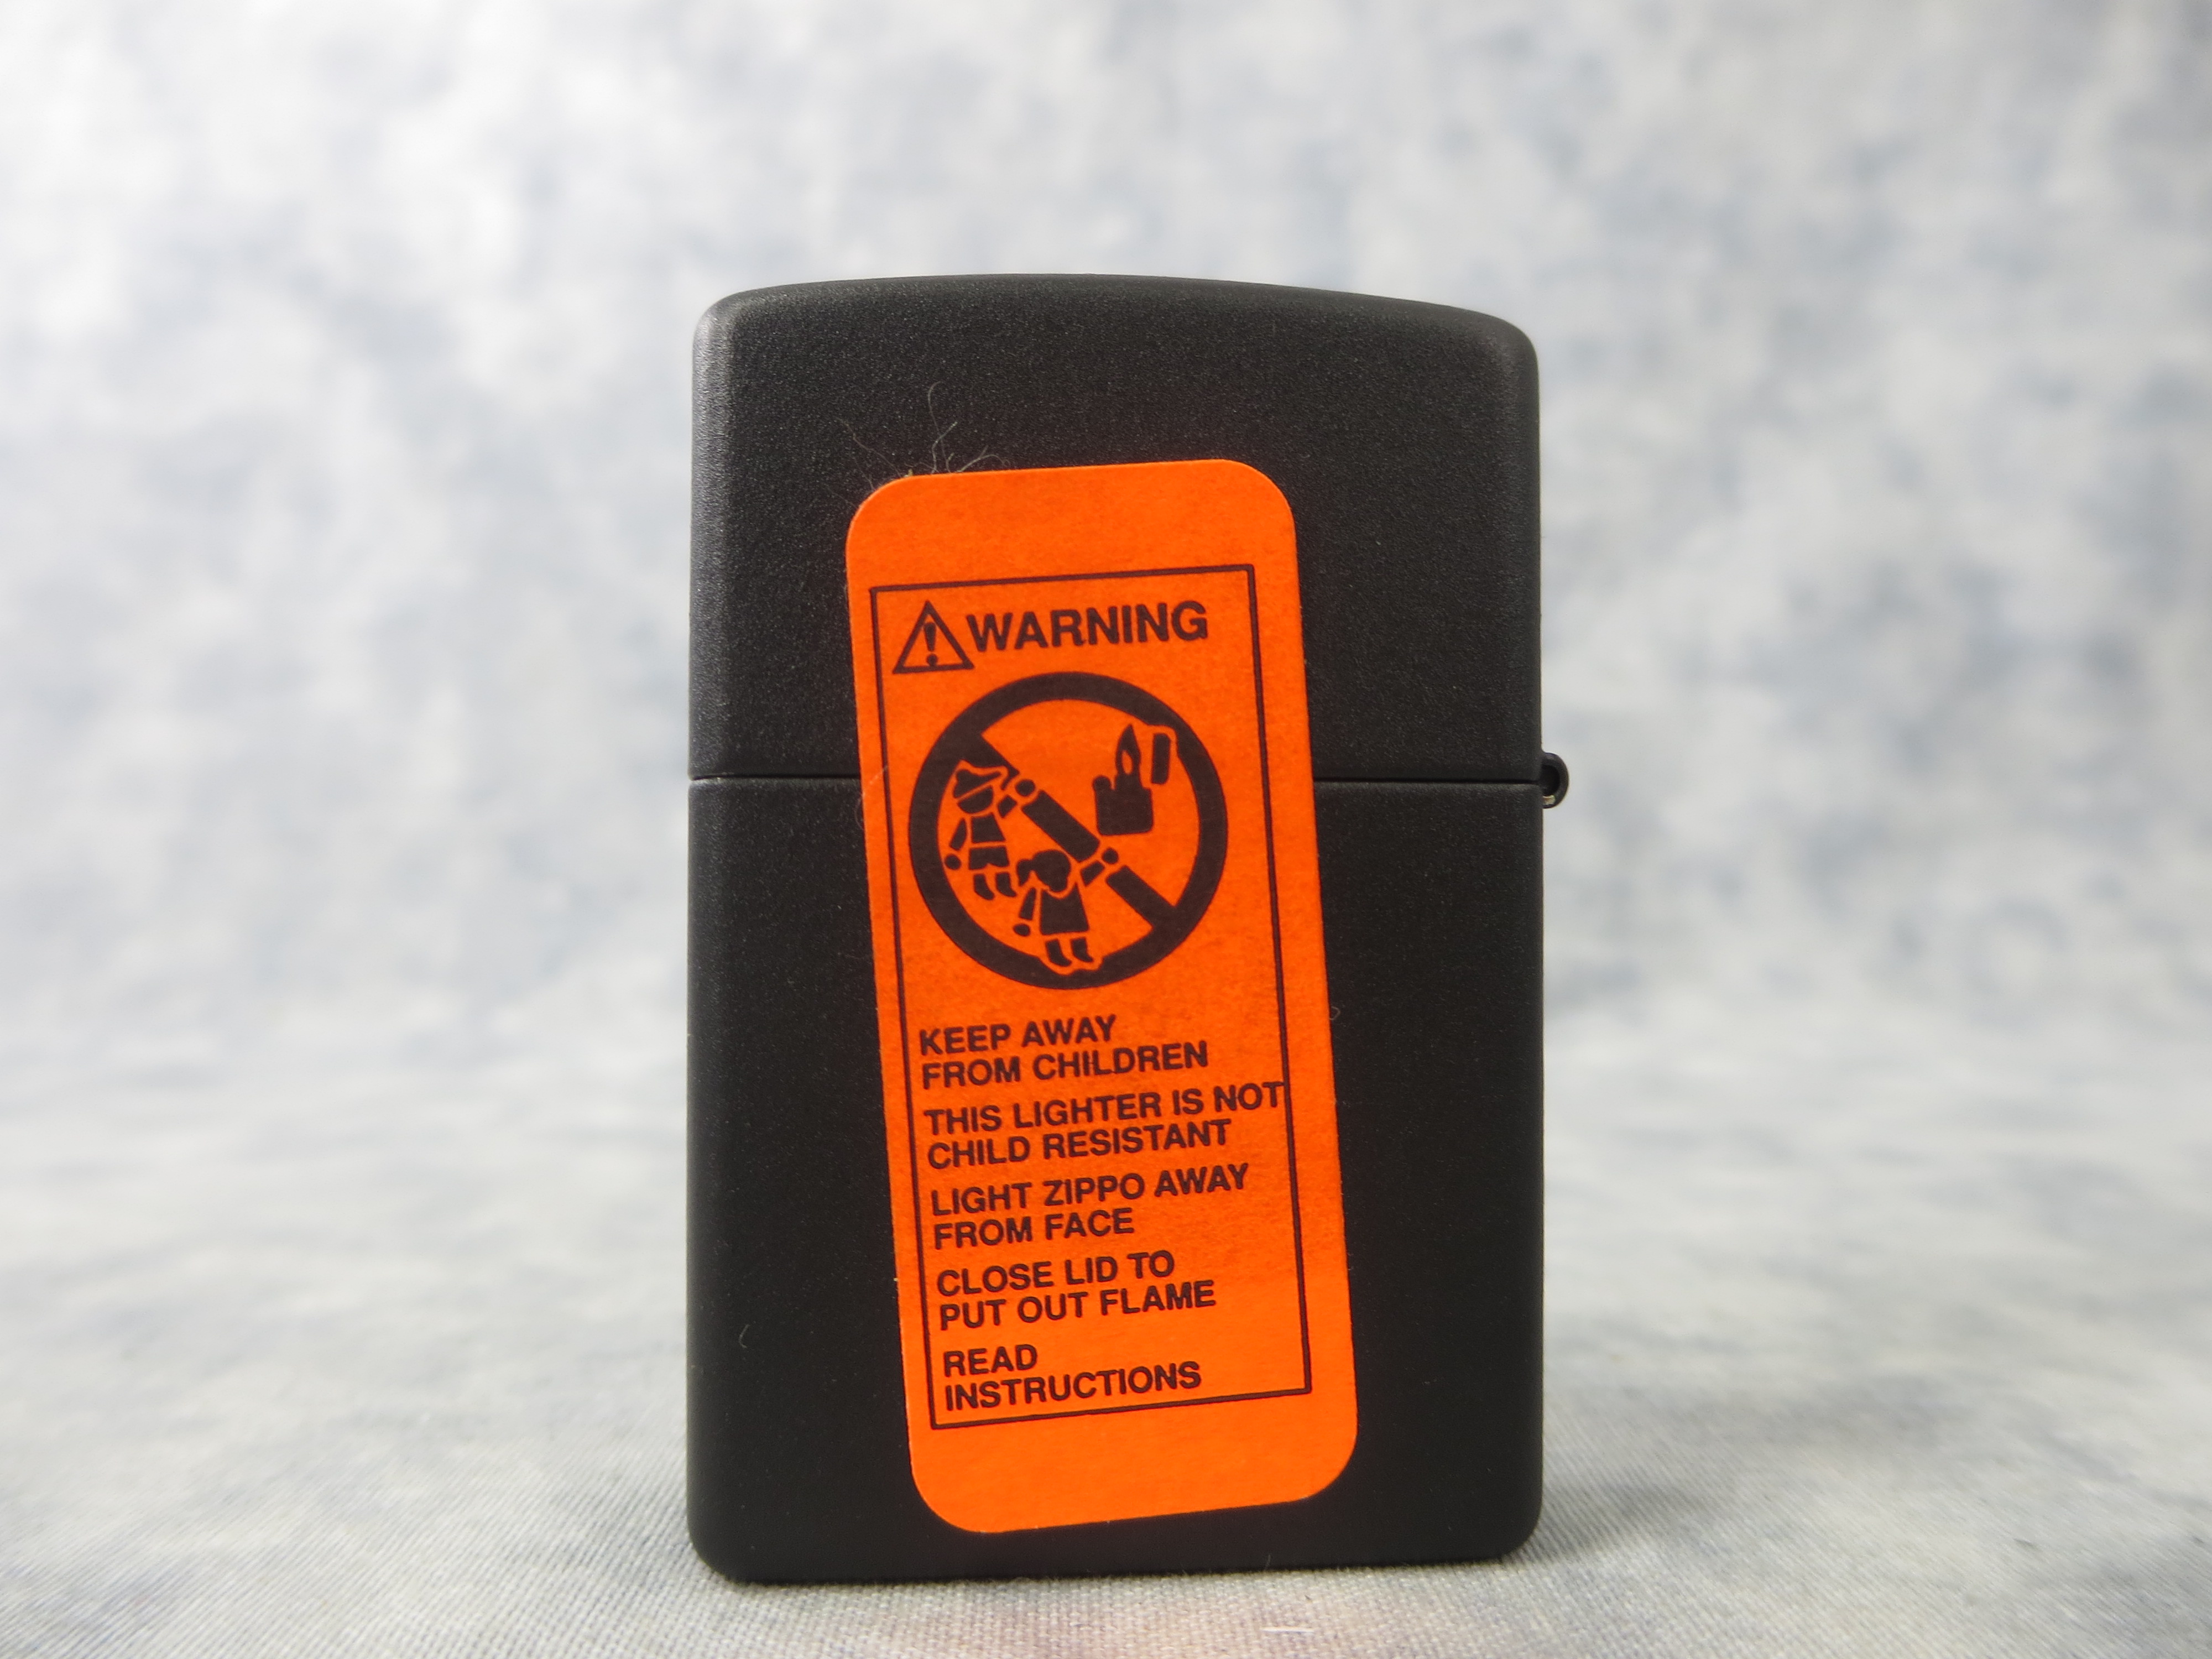 WARNING
KEEP AWAY
FROM CHILDREN
THIS LIGHTER IS NOT
CHILD RESISTANT
LIGHT ZIPPO AWAY
FROM FACE
CLOSE LID TO
PUT OUT FLAME
READ
INSTRUCTIONS